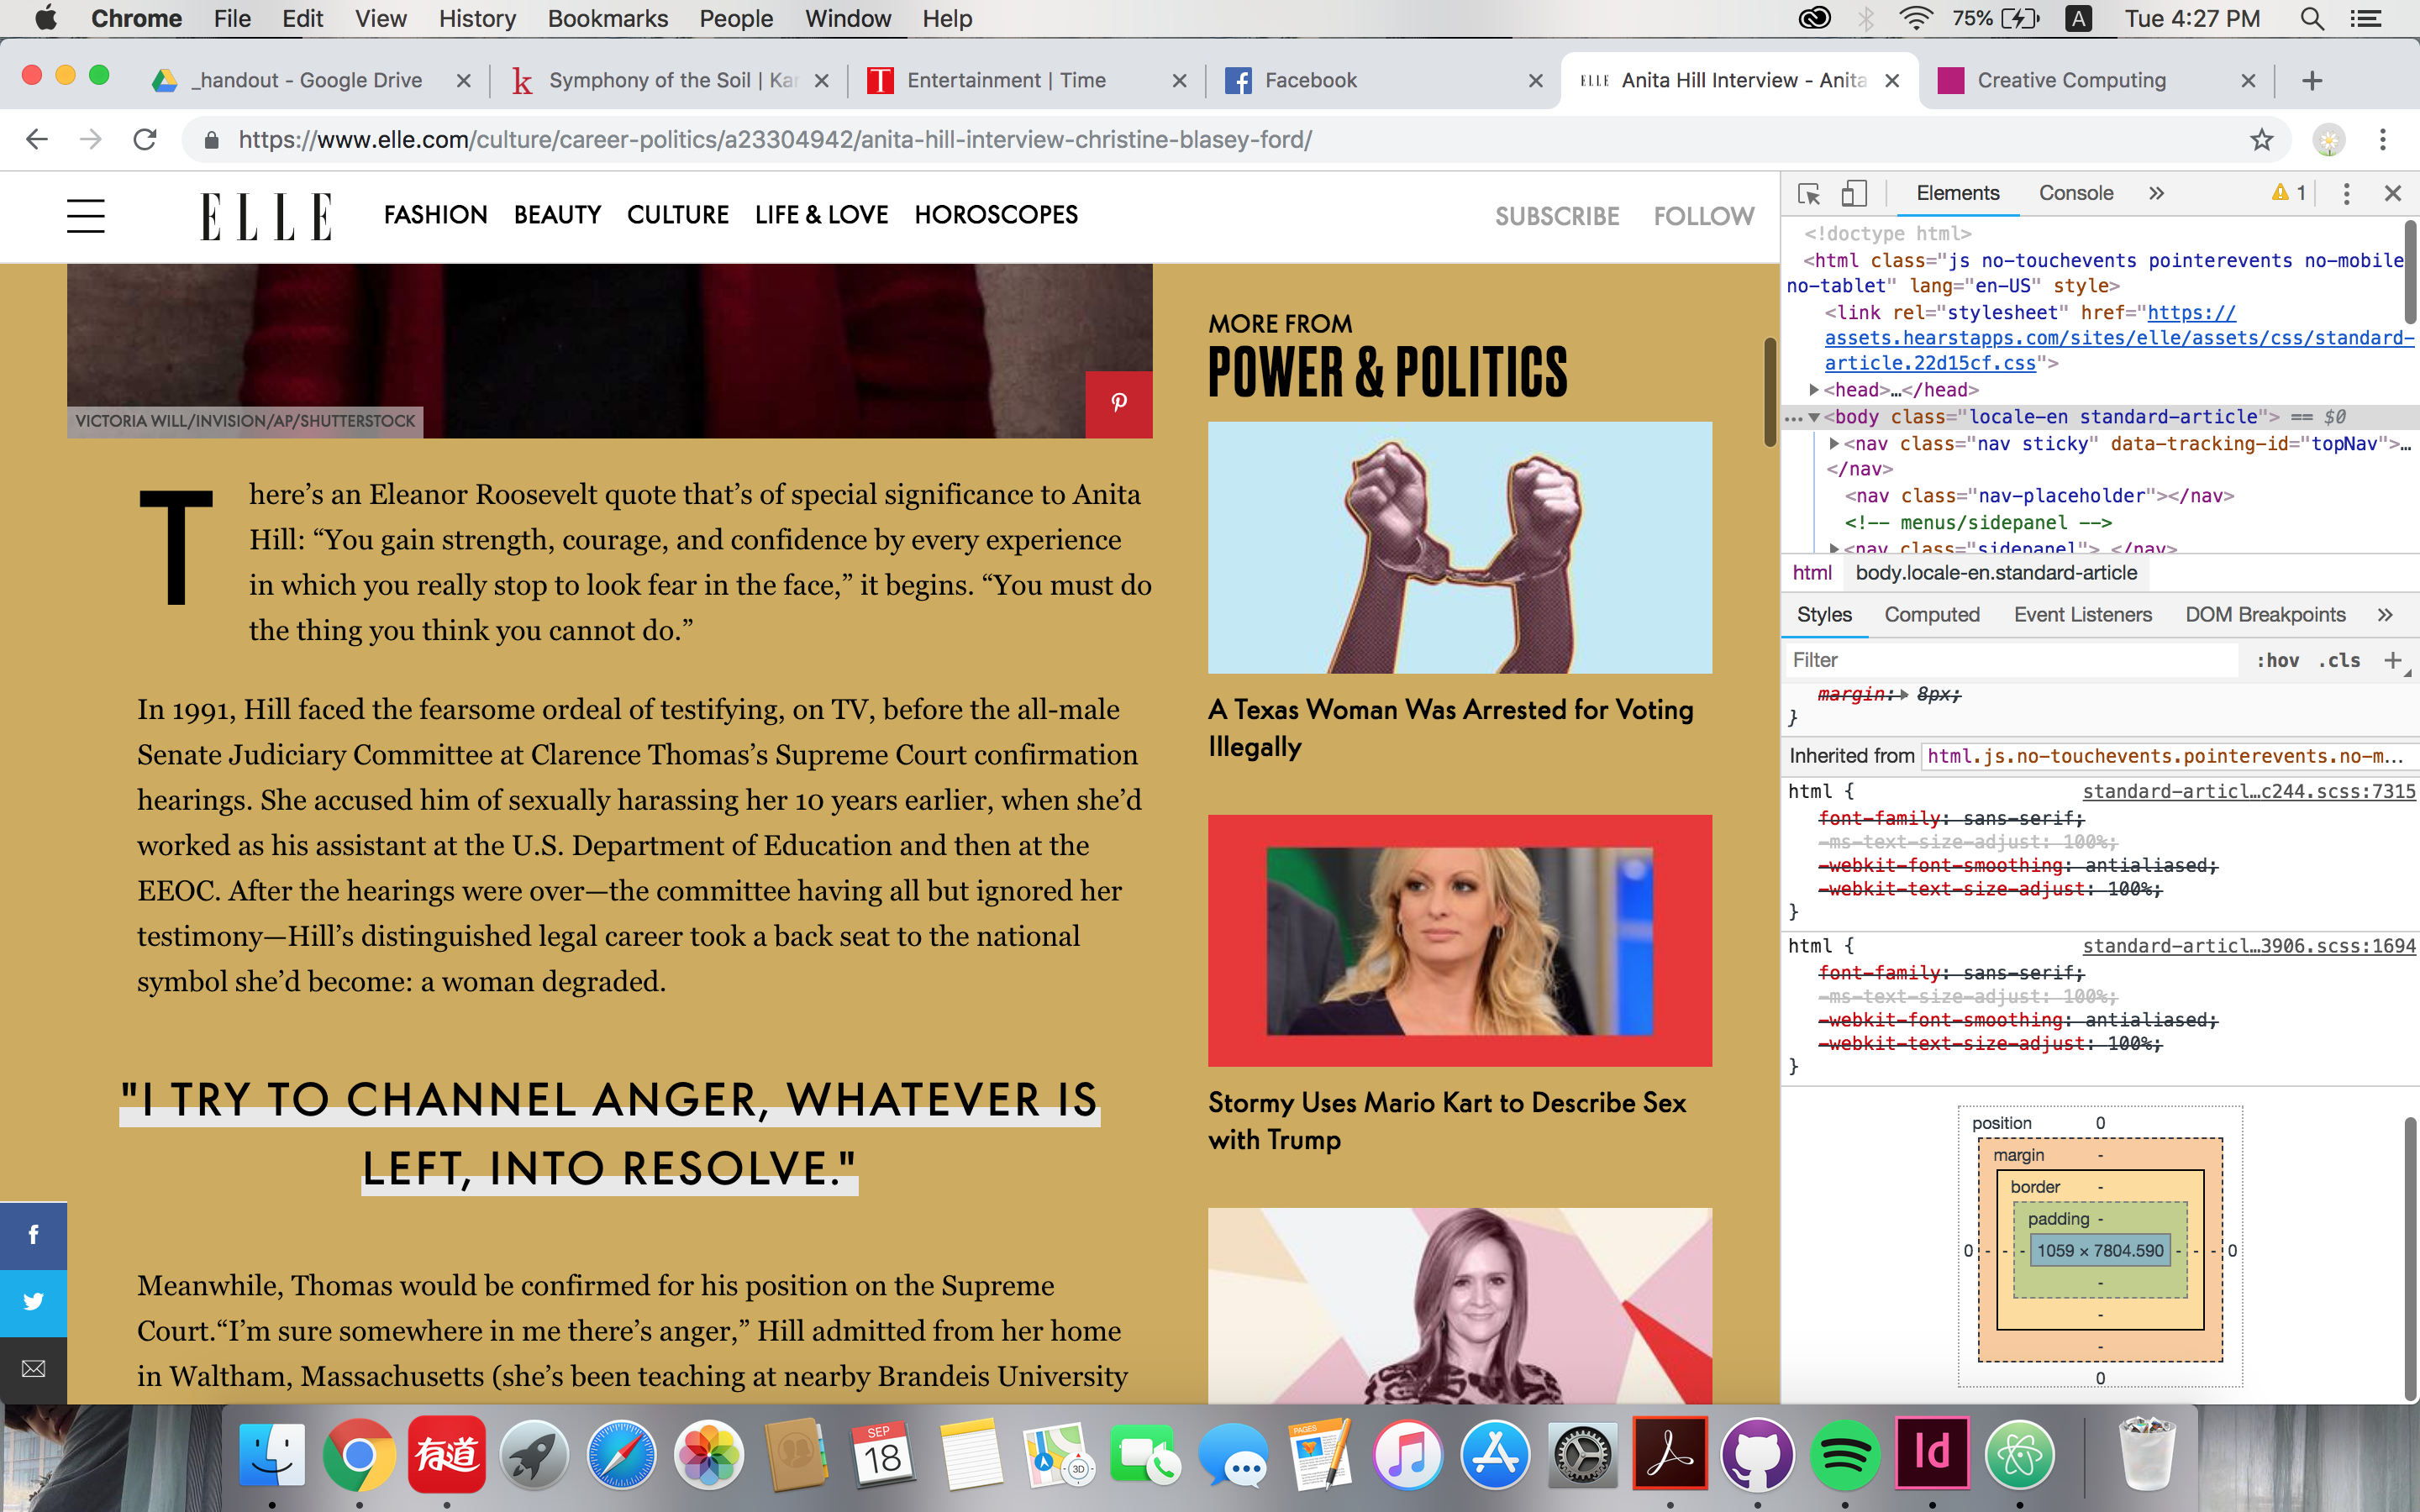 Chrome File Edit View History Bookmarks People Window Help
75% A Tue 4:27 PM
_handout - Google Drive
k Symphony of the Soil | Kan
T Entertainment | Time
f Facebook
ELLE Anita Hill Interview - Anita
Creative Computing
https://www.elle.com/culture/career-politics/a23304942/anita-hill-interview-christine-blasey-ford/
ELLE FASHION BEAUTY CULTURE LIFE & LOVE HOROSCOPES SUBSCRIBE FOLLOW
VICTORIA WILL/INVISION/AP/SHUTTERSTOCK
There’s an Eleanor Roosevelt quote that’s of special significance to Anita
Hill: “You gain strength, courage, and confidence by every experience
in which you really stop to look fear in the face,” it begins. “You must do
the thing you think you cannot do.”
In 1991, Hill faced the fearsome ordeal of testifying, on TV, before the all-male
Senate Judiciary Committee at Clarence Thomas’s Supreme Court confirmation
hearings. She accused him of sexually harassing her 10 years earlier, when she’d
worked as his assistant at the U.S. Department of Education and then at the
EEOC. After the hearings were over—the committee having all but ignored her
testimony—Hill’s distinguished legal career took a back seat to the national
symbol she’d become: a woman degraded.
"I TRY TO CHANNEL ANGER, WHATEVER IS
LEFT, INTO RESOLVE."
Meanwhile, Thomas would be confirmed for his position on the Supreme
Court.“I’m sure somewhere in me there’s anger,” Hill admitted from her home
in Waltham, Massachusetts (she’s been teaching at nearby Brandeis University
MORE FROM
POWER & POLITICS
A Texas Woman Was Arrested for Voting
Illegally
Stormy Uses Mario Kart to Describe Sex
with Trump
Elements Console » 1
<!doctype html>
<html class="js no-touchevents pointerevents no-mobile
no-tablet" lang="en-US" style>
<link rel="stylesheet" href="https://
assets.hearstapps.com/sites/elle/assets/css/standard-
article.22d15cf.css">
<head>…</head>
…<body class="locale-en standard-article"> == $0
<nav class="nav sticky" data-tracking-id="topNav">…
</nav>
<nav class="nav-placeholder"></nav>
<!-- menus/sidepanel -->
<nav class="sidepanel"> </nav>
html body.locale-en.standard-article
Styles Computed Event Listeners DOM Breakpoints »
Filter :hov .cls +
margin: 8px;
}
Inherited from html.js.no-touchevents.pointerevents.no-m…
html { standard-articl…c244.scss:7315
font-family: sans-serif;
-ms-text-size-adjust: 100%;
-webkit-font-smoothing: antialiased;
-webkit-text-size-adjust: 100%;
}
html { standard-articl…3906.scss:1694
font-family: sans-serif;
-ms-text-size-adjust: 100%;
-webkit-font-smoothing: antialiased;
-webkit-text-size-adjust: 100%;
}
position 0
margin -
border -
padding -
0 - - - 1059 × 7804.590 - - - 0
-
-
-
0
有道
SEP
18
3D
PAGES
Id